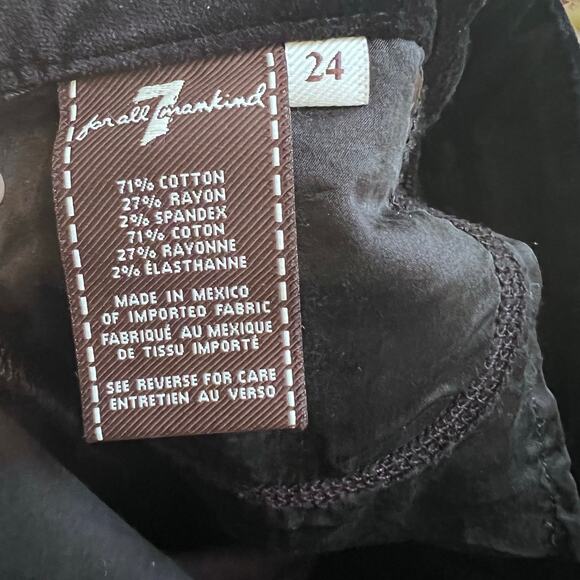 24
7
for all mankind
71% COTTON
27% RAYON
2% SPANDEX
71% COTON
27% RAYONNE
2% ÉLASTHANNE
MADE IN MEXICO
OF IMPORTED FABRIC
FABRIQUÉ AU MEXIQUE
DE TISSU IMPORTÉ
SEE REVERSE FOR CARE
ENTRETIEN AU VERSO